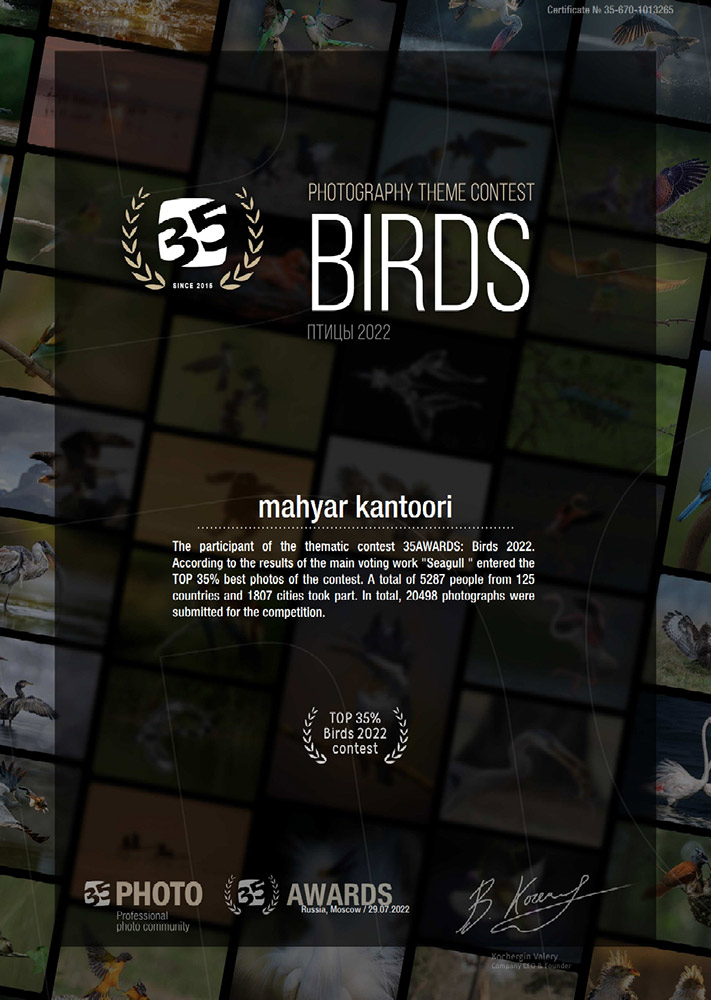 Certificate № 35-670-1013265
PHOTOGRAPHY THEME CONTEST
35
BIRDS
SINCE 2015
ПТИЦЫ 2022
mahyar kantoori
The participant of the thematic contest 35AWARDS: Birds 2022.
According to the results of the main voting work "Seagull " entered the
TOP 35% best photos of the contest. A total of 5287 people from 125
countries and 1807 cities took part. In total, 20498 photographs were
submitted for the competition.
TOP 35%
Birds 2022
contest
35 PHOTO
Professional
photo community
35 AWARDS
Russia, Moscow / 29.07.2022
Kochergin Valery
Company CEO & Founder